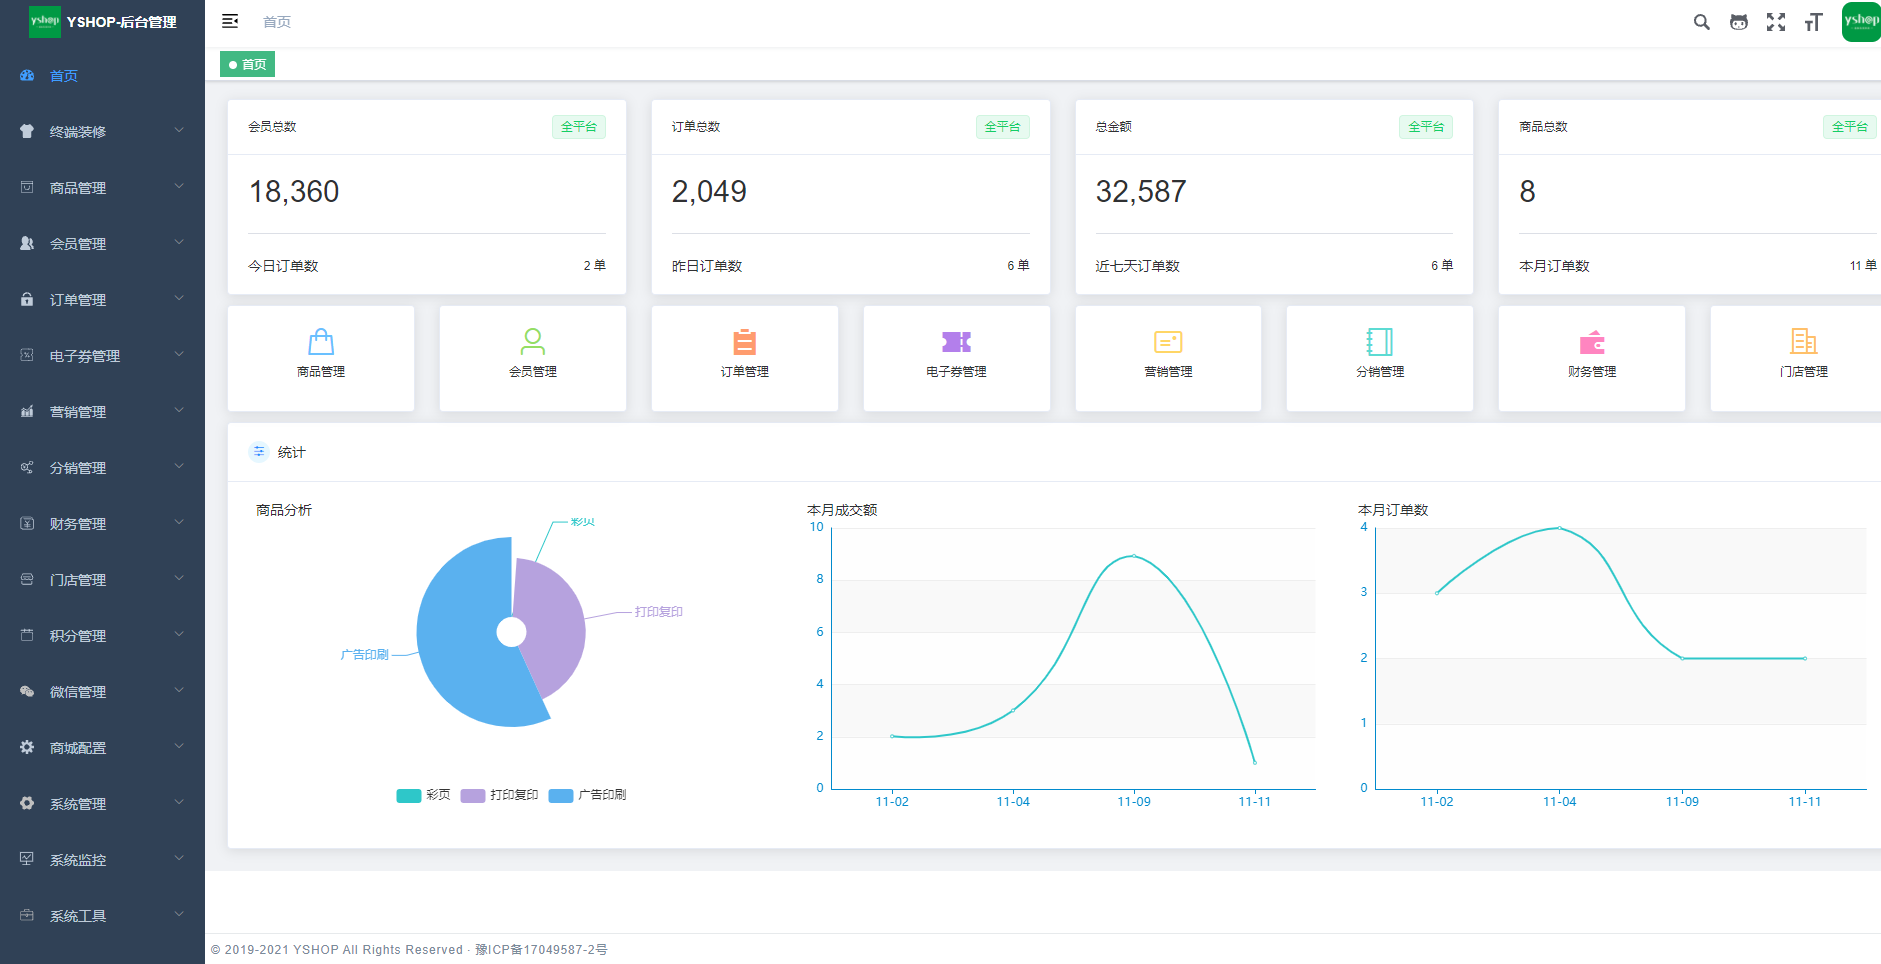 yshop YSHOP-后台管理
首页
终端装修
商品管理
会员管理
订单管理
电子券管理
营销管理
分销管理
财务管理
门店管理
积分管理
微信管理
商城配置
系统管理
系统监控
系统工具
首页
yshop
首页
会员总数 全平台
18,360
今日订单数 2 单
订单总数 全平台
2,049
昨日订单数 6 单
总金额 全平台
32,587
近七天订单数 6 单
商品总数 全平台
8
本月订单数 11 单
商品管理
会员管理
订单管理
电子券管理
营销管理
分销管理
财务管理
门店管理
统计
商品分析
彩页
打印复印
广告印刷
彩页 打印复印 广告印刷
本月成交额
10
8
6
4
2
0
11-02 11-04 11-09 11-11
本月订单数
4
3
2
1
0
11-02 11-04 11-09 11-11
© 2019-2021 YSHOP All Rights Reserved · 豫ICP备17049587-2号